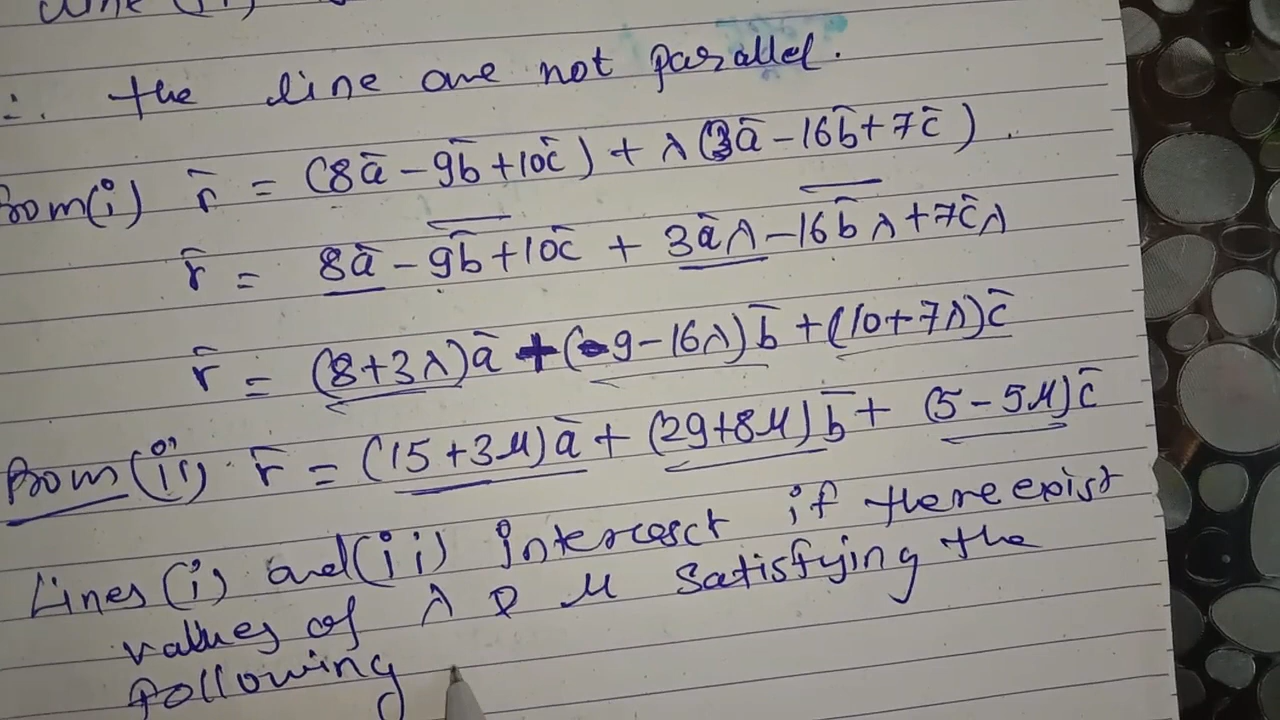 ∴ the line are not parallel.
from(i) r̄ = (8ā - 9b̄ + 10c̄) + λ(3ā - 16b̄ + 7c̄).
r̄ = 8ā - 9b̄ + 10c̄ + 3āλ - 16b̄λ + 7c̄λ
r̄ = (8+3λ)ā + (-9-16λ)b̄ + (10+7λ)c̄
from(ii) r̄ = (15+3μ)ā + (29+8μ)b̄ + (5-5μ)c̄
Lines (i) and (ii) intersect if there exist
values of λ & μ satisfying the
following